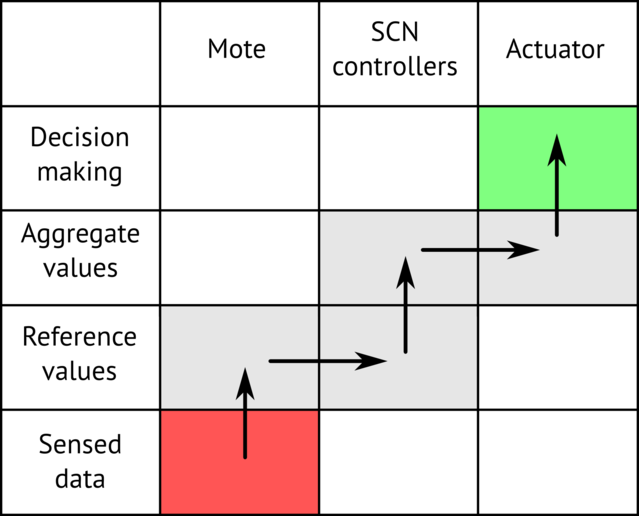 Mote
SCN
controllers
Actuator
Decision
making
Aggregate
values
Reference
values
Sensed
data